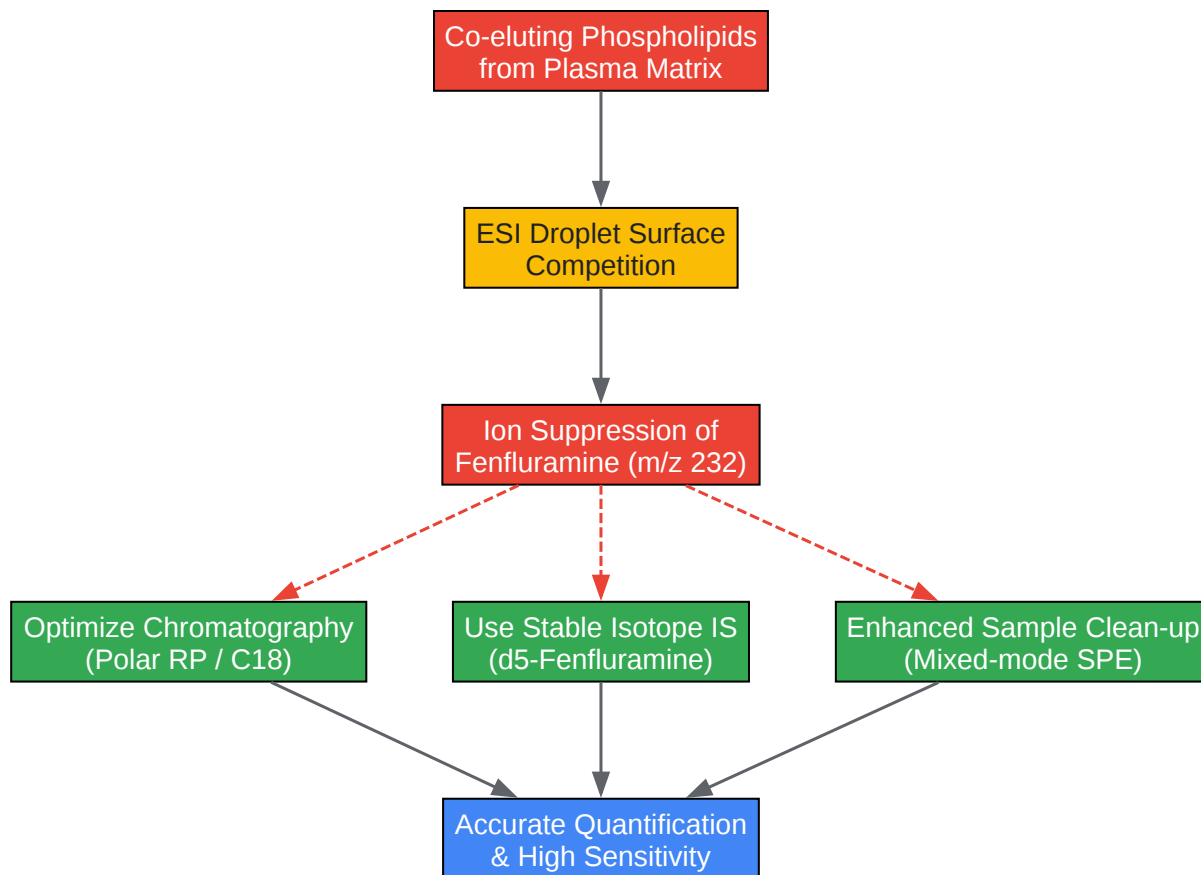 Co-eluting Phospholipids
from Plasma Matrix
ESI Droplet Surface
Competition
Ion Suppression of
Fenfluramine (m/z 232)
Optimize Chromatography
(Polar RP / C18)
Use Stable Isotope IS
(d5-Fenfluramine)
Enhanced Sample Clean-up
(Mixed-mode SPE)
Accurate Quantification
& High Sensitivity